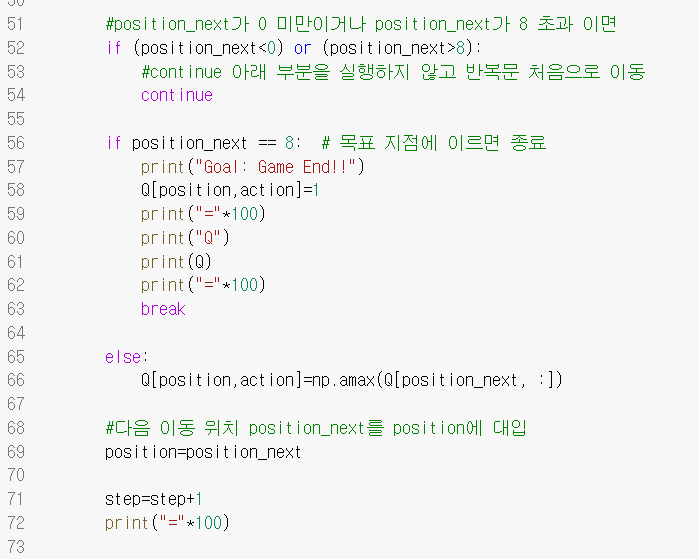 51 #position_next가 0 미만이거나 position_next가 8 초과 이면
52 if (position_next<0) or (position_next>8):
53 #continue 아래 부분을 실행하지 않고 반복문 처음으로 이동
54 continue
55
56 if position_next == 8: # 목표 지점에 이르면 종료
57 print("Goal: Game End!!")
58 Q[position,action]=1
59 print("="*100)
60 print("Q")
61 print(Q)
62 print("="*100)
63 break
64
65 else:
66 Q[position,action]=np.amax(Q[position_next, :])
67
68 #다음 이동 위치 position_next를 position에 대입
69 position=position_next
70
71 step=step+1
72 print("="*100)
73